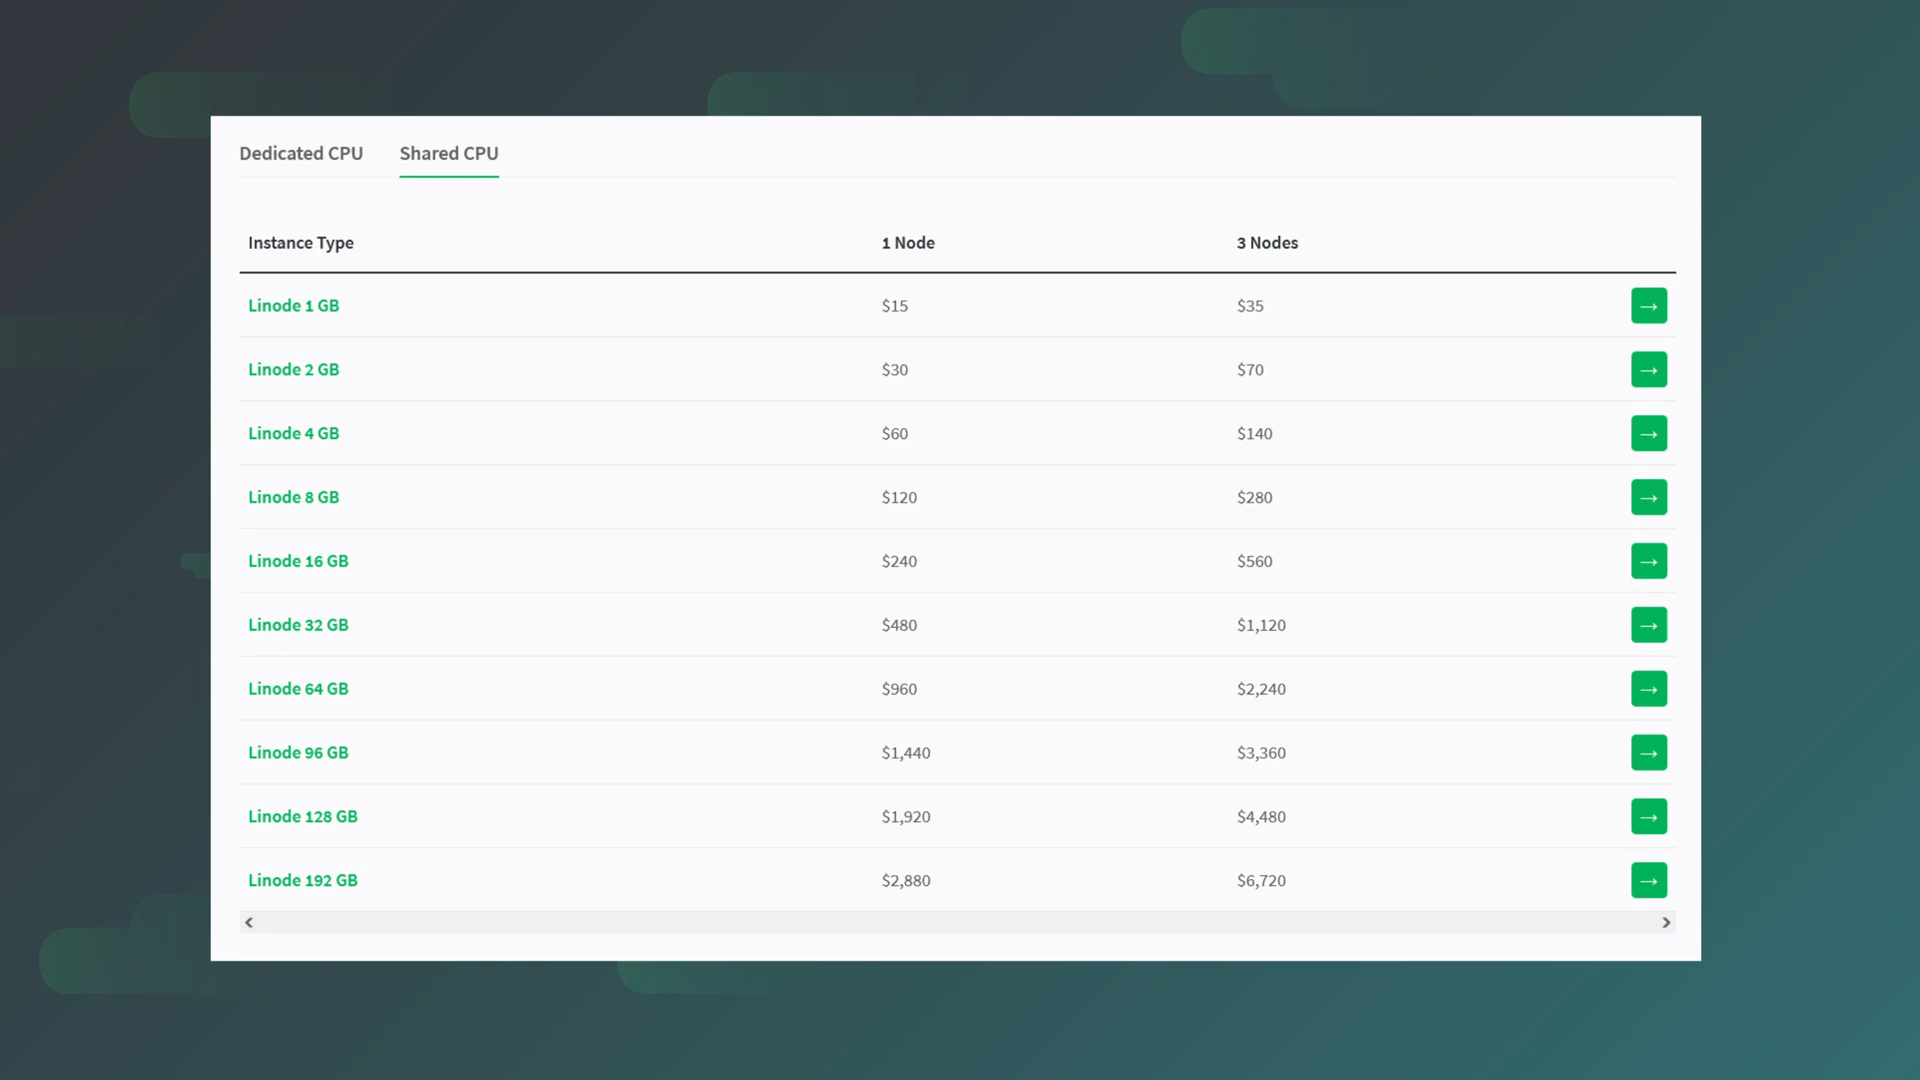 Dedicated CPU Shared CPU
Instance Type 1 Node 3 Nodes
Linode 1 GB $15 $35 →
Linode 2 GB $30 $70 →
Linode 4 GB $60 $140 →
Linode 8 GB $120 $280 →
Linode 16 GB $240 $560 →
Linode 32 GB $480 $1,120 →
Linode 64 GB $960 $2,240 →
Linode 96 GB $1,440 $3,360 →
Linode 128 GB $1,920 $4,480 →
Linode 192 GB $2,880 $6,720 →